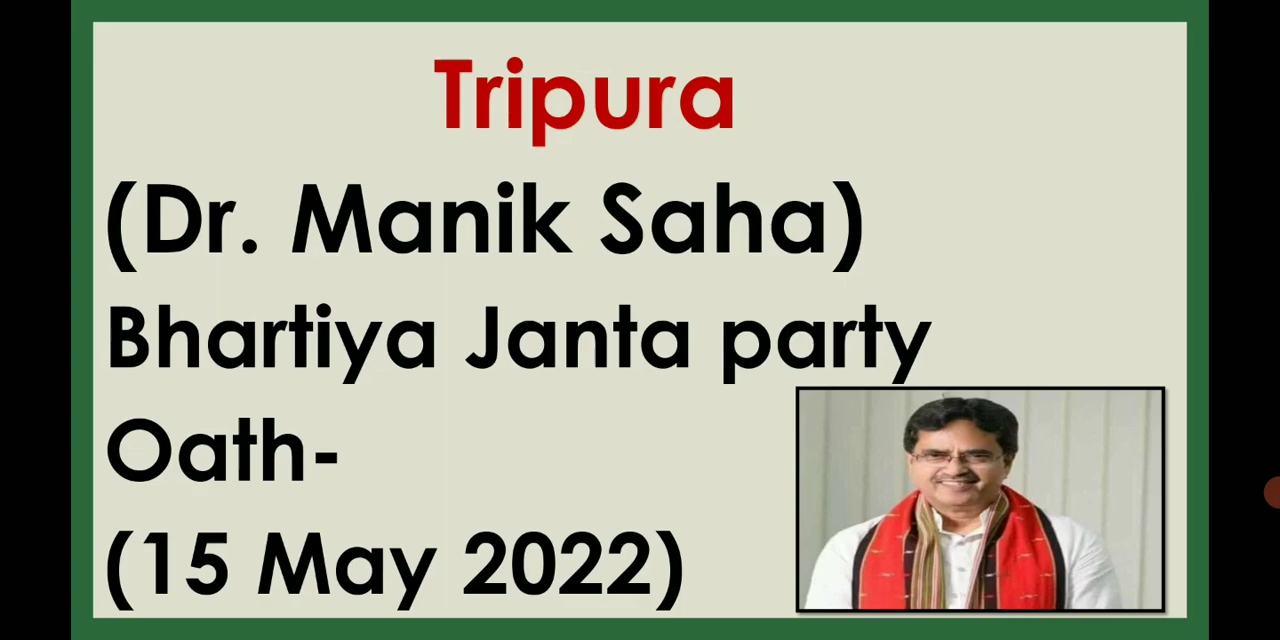 Tripura
(Dr. Manik Saha)
Bhartiya Janta party
Oath-
(15 May 2022)